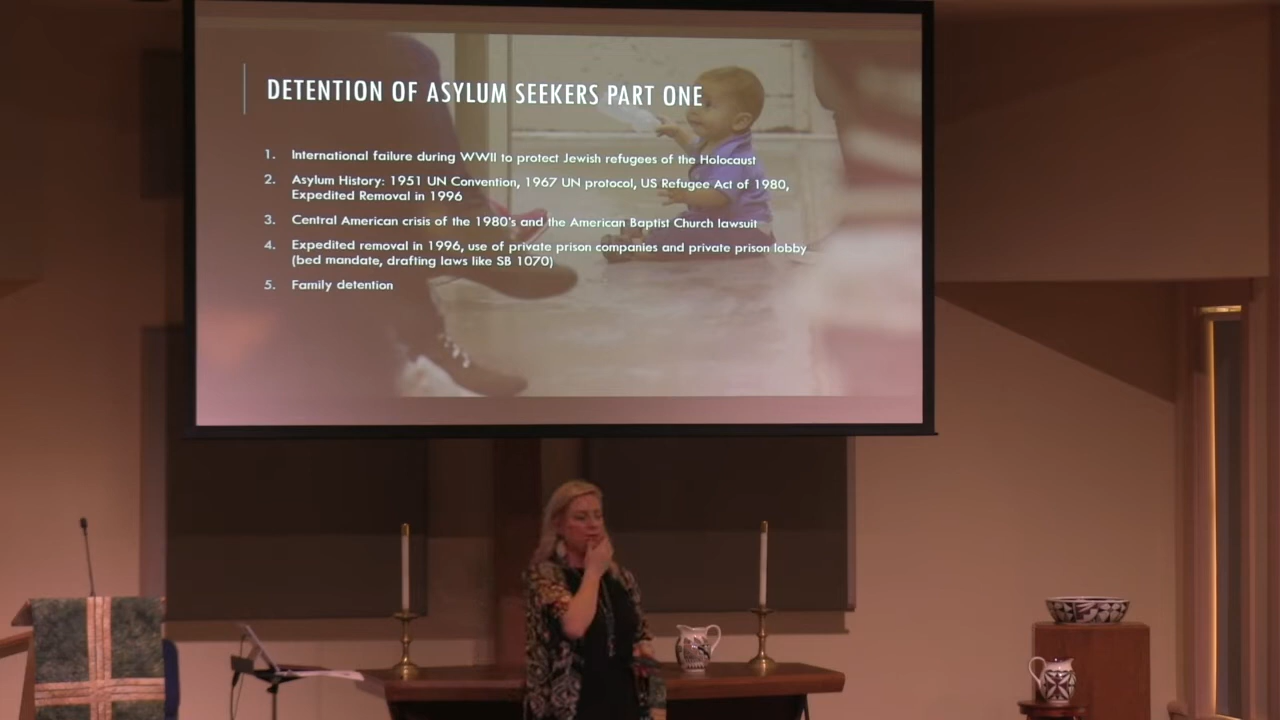 DETENTION OF ASYLUM SEEKERS PART ONE
1. International failure during WWII to protect Jewish refugees of the Holocaust
2. Asylum History: 1951 UN Convention, 1967 UN protocol, US Refugee Act of 1980,
Expedited Removal in 1996
3. Central American crisis of the 1980's and the American Baptist Church lawsuit
4. Expedited removal in 1996, use of private prison companies and private prison lobby
(bed mandate, drafting laws like SB 1070)
5. Family detention